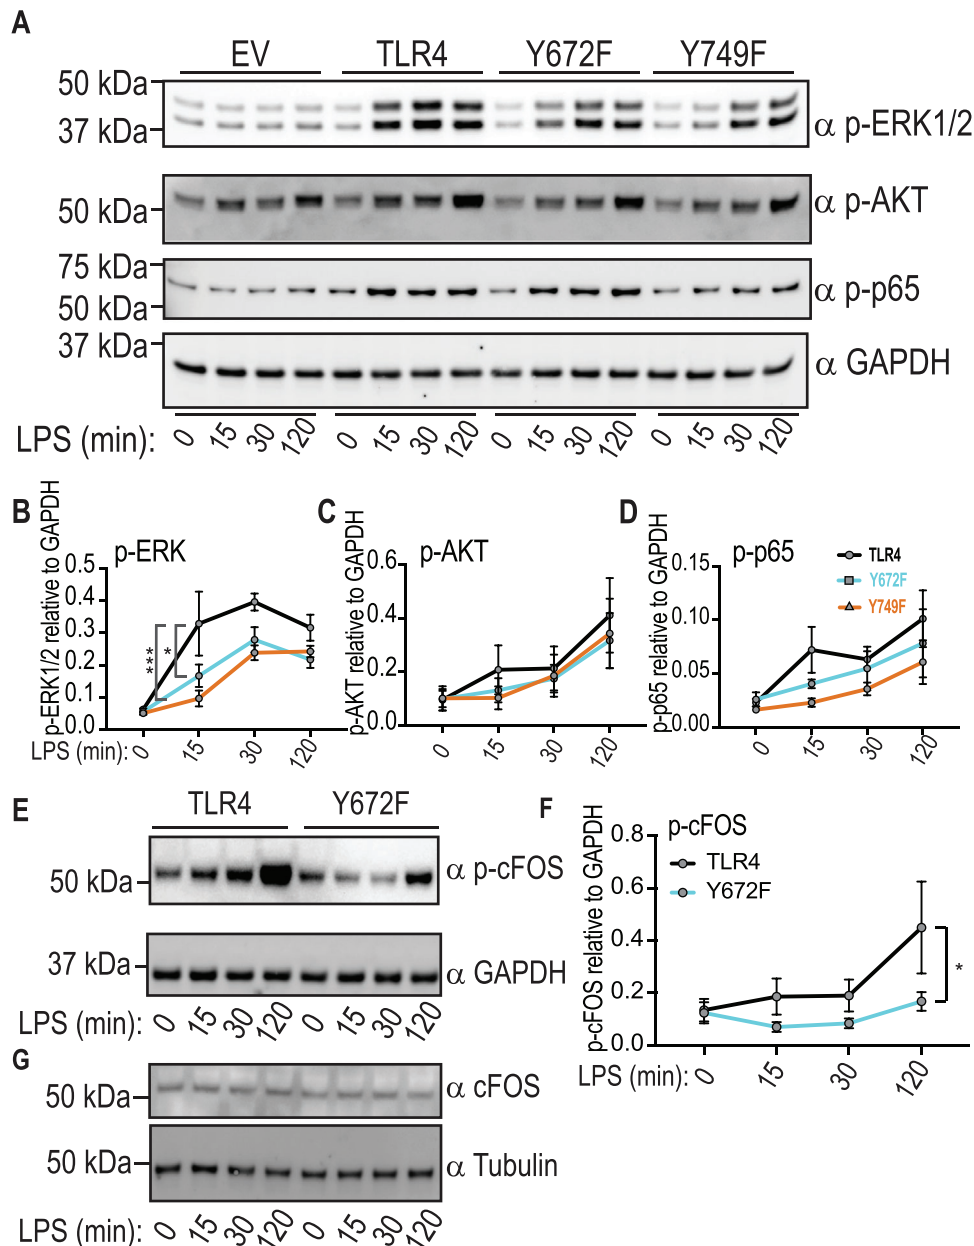 A
EV TLR4 Y672F Y749F
50 kDa
37 kDa
α p-ERK1/2
50 kDa
α p-AKT
75 kDa
50 kDa
α p-p65
37 kDa
α GAPDH
LPS (min): 0 15 30 120 0 15 30 120 0 15 30 120 0 15 30 120
B
p-ERK1/2 relative to GAPDH
p-ERK
0.5
0.4
0.3
0.2
0.1
0.0
***
*
LPS (min): 0 15 30 120
C
p-AKT relative to GAPDH
p-AKT
0.6
0.4
0.2
0.0
0 15 30 120
D
p-p65 relative to GAPDH
p-p65
0.15
0.10
0.05
0.00
TLR4
Y672F
Y749F
0 15 30 120
E
TLR4 Y672F
50 kDa
α p-cFOS
37 kDa
α GAPDH
LPS (min): 0 15 30 120 0 15 30 120
F
p-cFOS relative to GAPDH
p-cFOS
TLR4
Y672F
0.8
0.6
0.4
0.2
0.0
*
LPS (min): 0 15 30 120
G
50 kDa
α cFOS
50 kDa
α Tubulin
LPS (min): 0 15 30 120 0 15 30 120